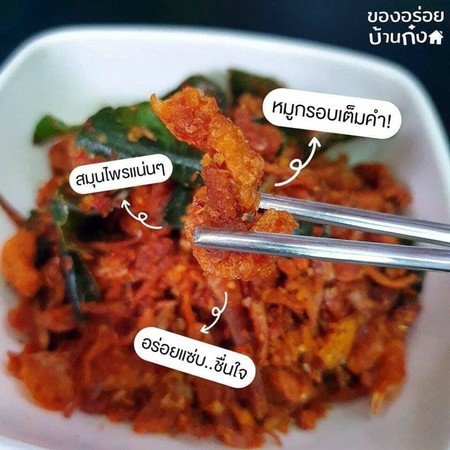 ของอร่อย
บ้านก๋ง
หมูกรอบเต็มคำ!
สมุนไพรแน่นๆ
อร่อยแซ่บ..ชื่นใจ